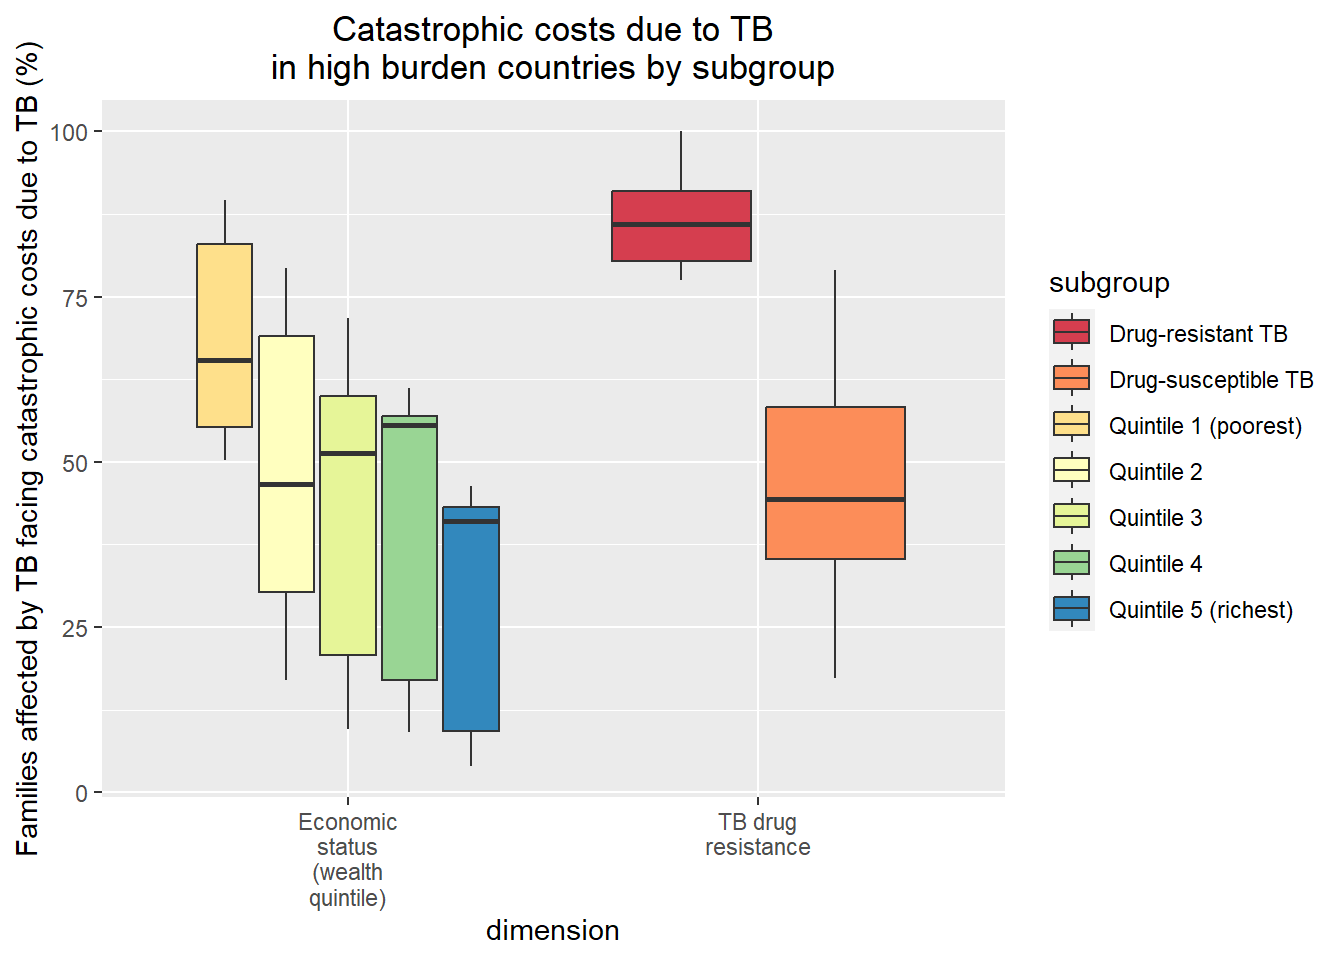 Catastrophic costs due to TB
in high burden countries by subgroup
Families affected by TB facing catastrophic costs due to TB (%)
100
75
50
25
0
Economic
status
(wealth
quintile)
TB drug
resistance
dimension
subgroup
Drug-resistant TB
Drug-susceptible TB
Quintile 1 (poorest)
Quintile 2
Quintile 3
Quintile 4
Quintile 5 (richest)